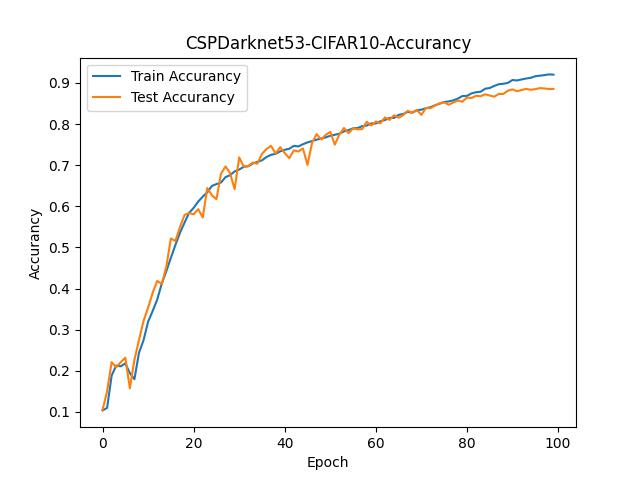 CSPDarknet53-CIFAR10-Accurancy
Train Accurancy
Test Accurancy
0.9
0.8
0.7
0.6
0.5
0.4
0.3
0.2
0.1
Accurancy
0 20 40 60 80 100
Epoch